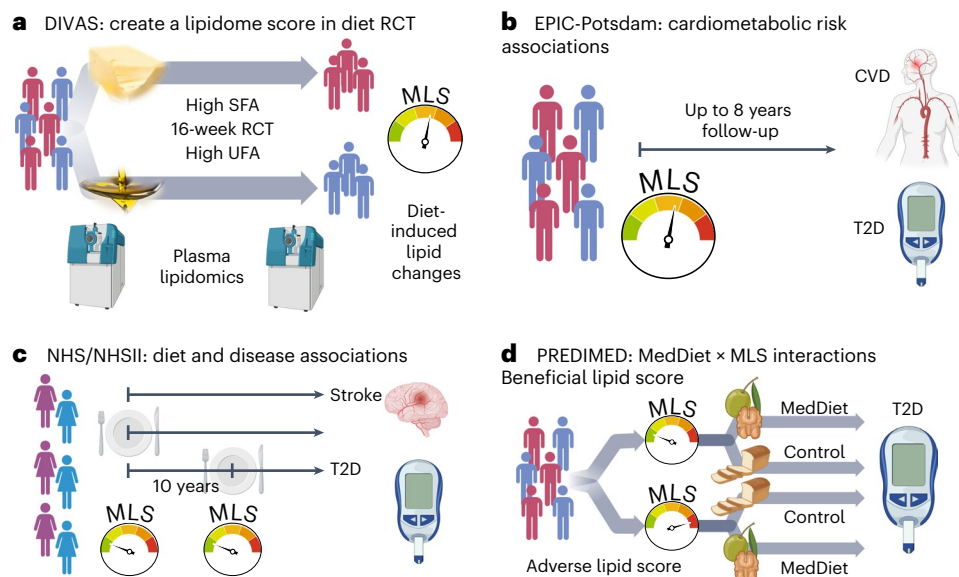 a DIVAS: create a lipidome score in diet RCT
High SFA
16-week RCT
High UFA
MLS
Plasma
lipidomics
Diet-
induced
lipid
changes
b EPIC-Potsdam: cardiometabolic risk
associations
CVD
Up to 8 years
follow-up
MLS
T2D
c NHS/NHSII: diet and disease associations
Stroke
T2D
10 years
MLS
MLS
d PREDIMED: MedDiet × MLS interactions
Beneficial lipid score
MLS
MedDiet
T2D
Control
MLS
Control
Adverse lipid score
MedDiet